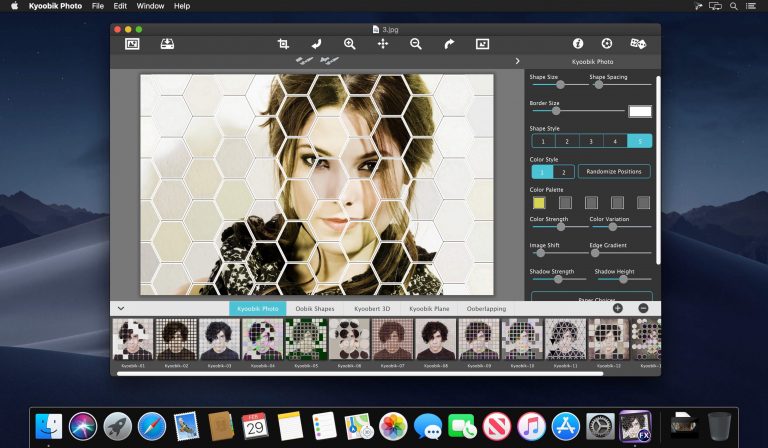 Kyoobik Photo File Edit Window Help
3.jpg
Kyoobik Photo
Shape Size Shape Spacing
Border Size
Shape Style
1 2 3 4 5
Color Style
1 2 Randomize Positions
Color Palette
Color Strength Color Variation
Image Shift Edge Gradient
Shadow Strength Shadow Height
Paper Choices
Kyoobik Photo Oobik Shapes Kyoobert 3D Kyoobik Plane Ooberlapping
Kyoobik-01 Kyoobik-02 Kyoobik-03 Kyoobik-04 Kyoobik-05 Kyoobik-06 Kyoobik-07 Kyoobik-08 Kyoobik-09 Kyoobik-10 Kyoobik-11 Kyoobik-12
FEB
29
FX